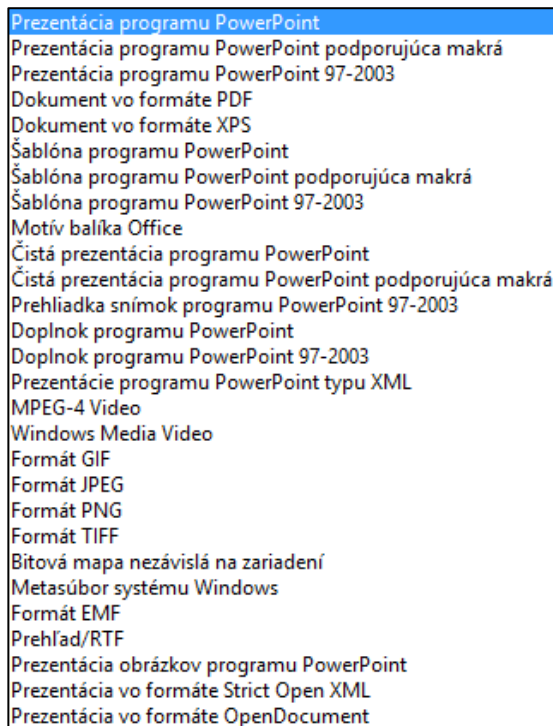 Prezentácia programu PowerPoint
Prezentácia programu PowerPoint podporujúca makrá
Prezentácia programu PowerPoint 97-2003
Dokument vo formáte PDF
Dokument vo formáte XPS
Šablóna programu PowerPoint
Šablóna programu PowerPoint podporujúca makrá
Šablóna programu PowerPoint 97-2003
Motív balíka Office
Čistá prezentácia programu PowerPoint
Čistá prezentácia programu PowerPoint podporujúca makrá
Prehliadka snímok programu PowerPoint 97-2003
Doplnok programu PowerPoint
Doplnok programu PowerPoint 97-2003
Prezentácie programu PowerPoint typu XML
MPEG-4 Video
Windows Media Video
Formát GIF
Formát JPEG
Formát PNG
Formát TIFF
Bitová mapa nezávislá na zariadení
Metasúbor systému Windows
Formát EMF
Prehľad/RTF
Prezentácia obrázkov programu PowerPoint
Prezentácia vo formáte Strict Open XML
Prezentácia vo formáte OpenDocument